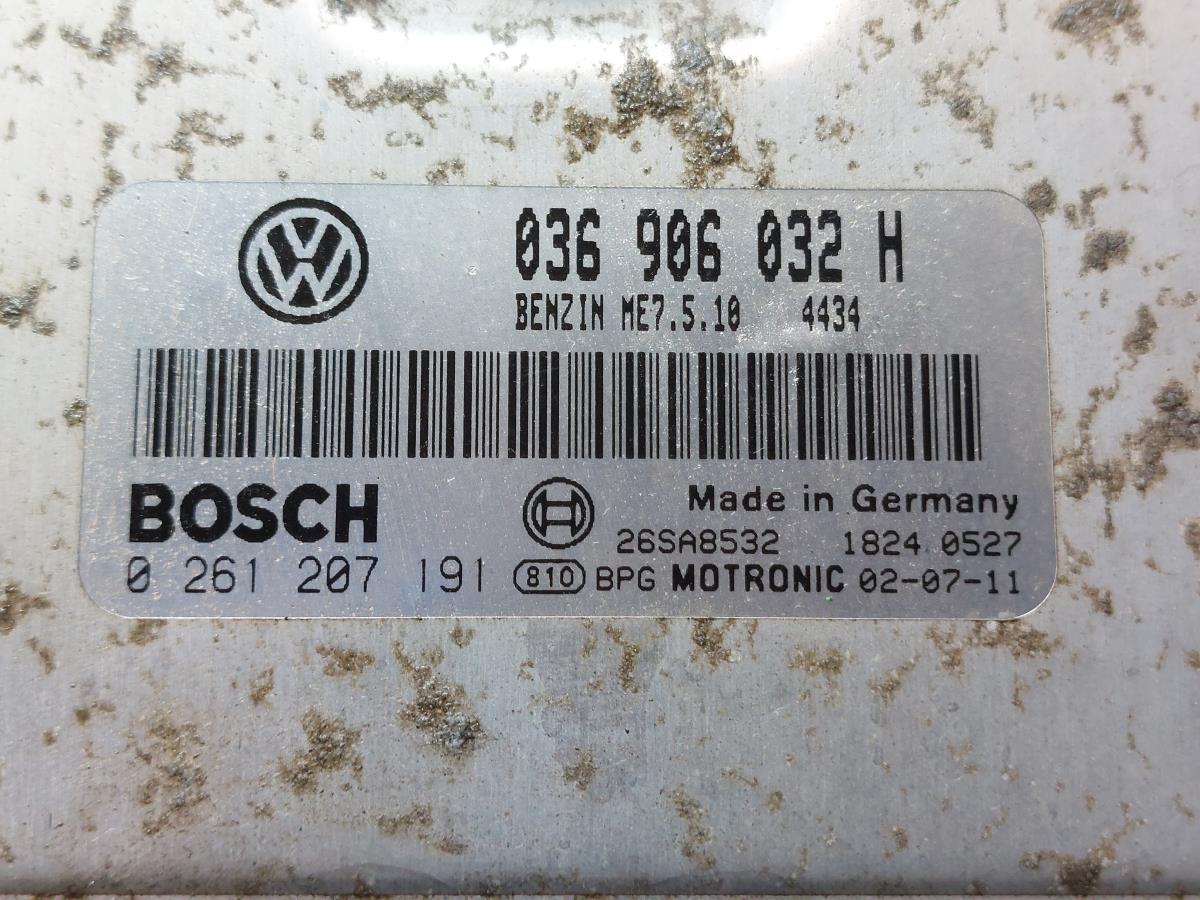 036 906 032 H
BENZIN ME7.5.10 4434
BOSCH
Made in Germany
26SA8532 1824 0527
0 261 207 191 810 BPG MOTRONIC 02-07-11